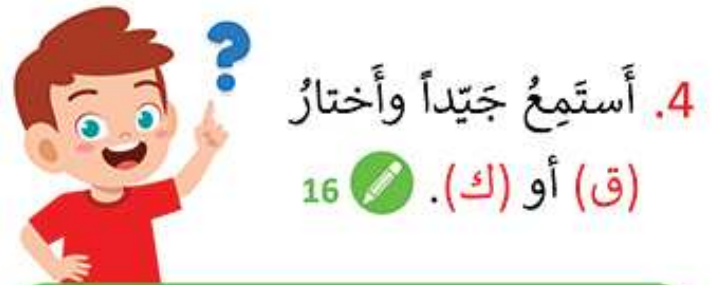 ?
4. أَستَمِعُ جَيّداً وأَختارُ
(ق) أو (ك). 16